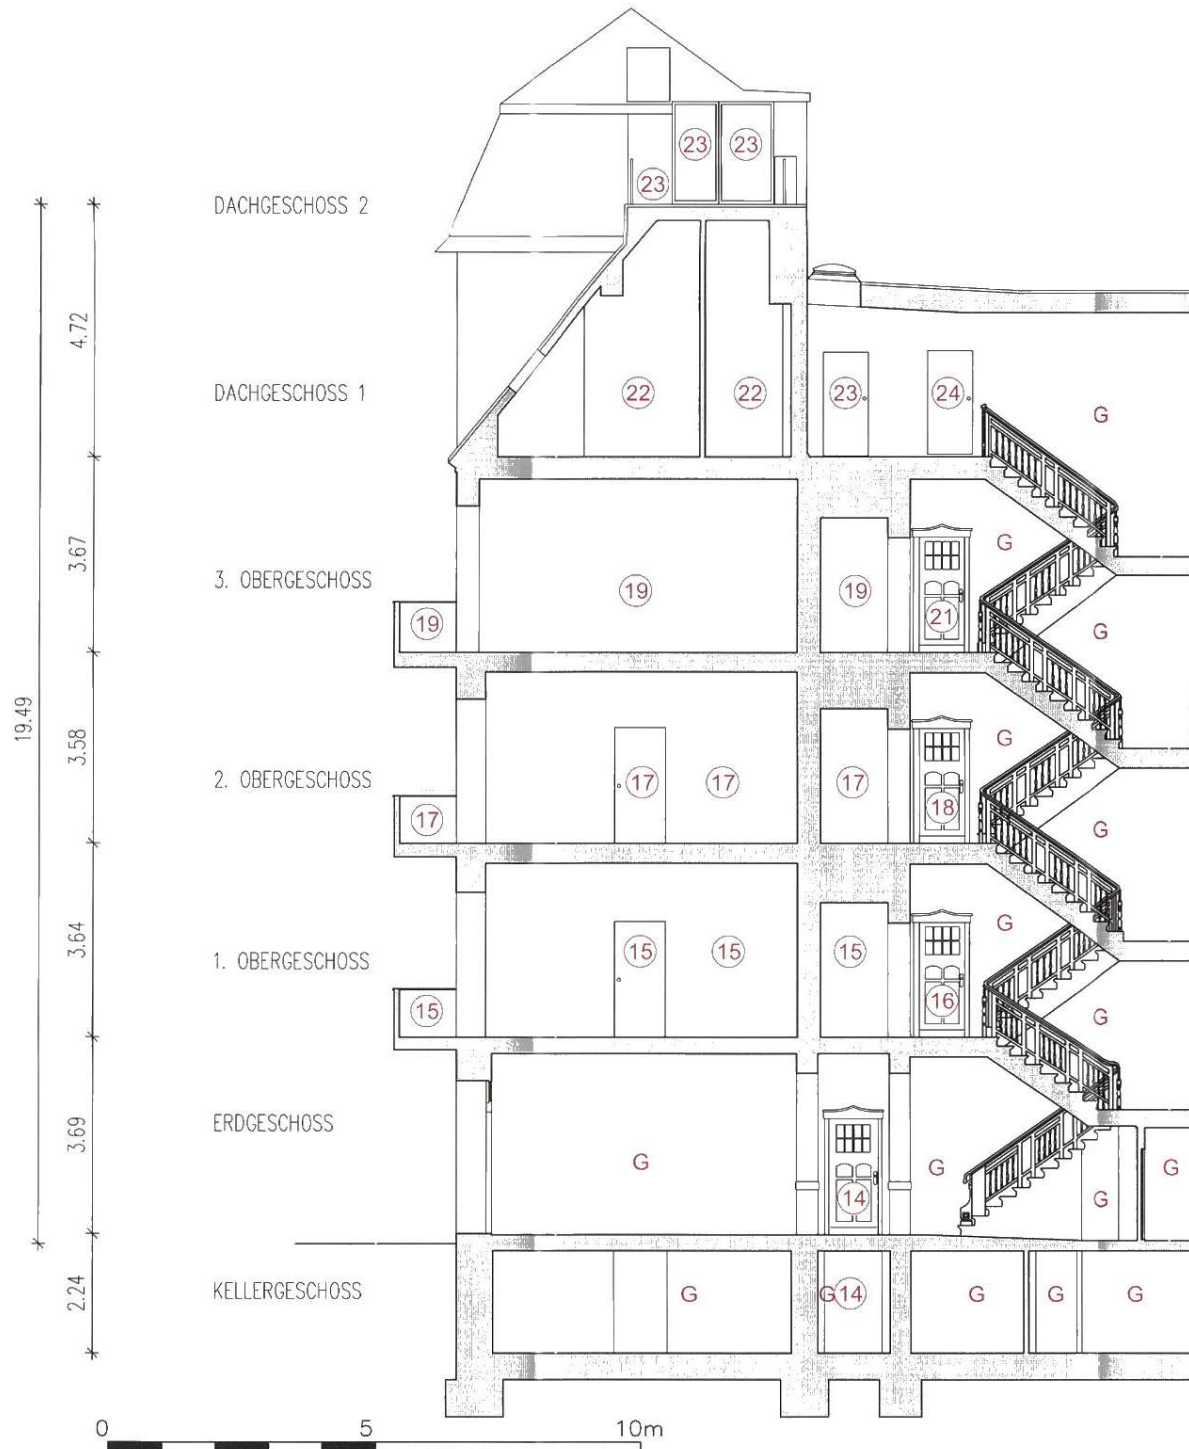 23 23
23
DACHGESCHOSS 2
4.72
DACHGESCHOSS 1
22 22 23 24 G
3.67
G
3. OBERGESCHOSS
19 19
19 21 G
19.49
3.58
G
2. OBERGESCHOSS
17 17 17
17 18 G
3.64
G
1. OBERGESCHOSS
15 15 15
15 16 G
3.69
ERDGESCHOSS
G G G
14 G
2.24
KELLERGESCHOSS
G G 14 G G G
0 5 10m